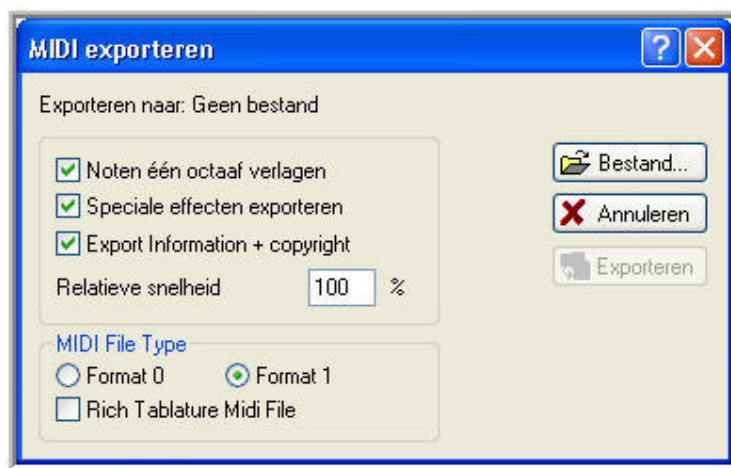 MIDI exporteren
Exporteren naar: Geen bestand
Noten één octaaf verlagen
Speciale effecten exporteren
Export Information + copyright
Relatieve snelheid 100 %
Bestand...
Annuleren
Exporteren
MIDI File Type
Format 0 Format 1
Rich Tablature Midi File